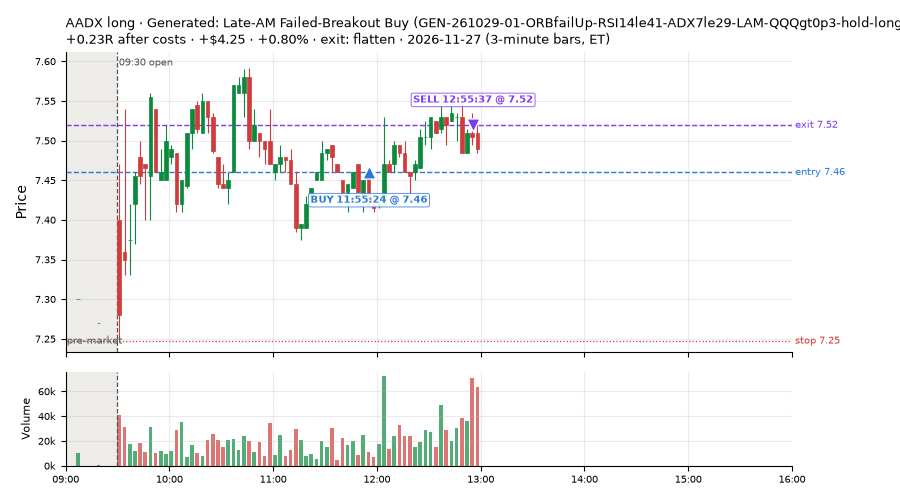 AADX long · Generated: Late-AM Failed-Breakout Buy (GEN-261029-01-ORBfailUp-RSI14le41-ADX7le29-LAM-QQQgt0p3-hold-long
+0.23R after costs · +$4.25 · +0.80% · exit: flatten · 2026-11-27 (3-minute bars, ET)
7.60
09:30 open
7.55
SELL 12:55:37 @ 7.52
exit 7.52
7.50
entry 7.46
7.45
BUY 11:55:24 @ 7.46
7.40
Price
7.35
7.30
7.25
pre-market
stop 7.25
60k
40k
20k
0k
Volume
09:00
10:00
11:00
12:00
13:00
14:00
15:00
16:00